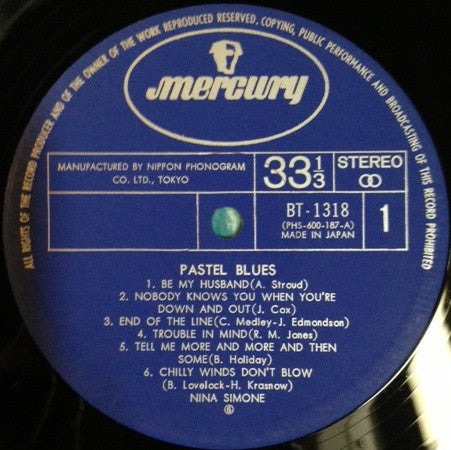 ALL RIGHTS OF THE RECORD PRODUCER AND OF THE OWNER OF THE WORK REPRODUCED RESERVED. COPYING, PUBLIC PERFORMANCE AND BROADCASTING OF THIS RECORD PROHIBITED
mercury
MANUFACTURED BY NIPPON PHONOGRAM
CO. LTD., TOKYO
33 1/3
STEREO
BT-1318
(PHS-600-187-A)
MADE IN JAPAN
1
PASTEL BLUES
1. BE MY HUSBAND(A. Stroud)
2. NOBODY KNOWS YOU WHEN YOU'RE
DOWN AND OUT(J. Cox)
3. END OF THE LINE(C. Medley-J. Edmondson)
4. TROUBLE IN MIND(R. M. Jones)
5. TELL ME MORE AND MORE AND THEN
SOME(B. Holiday)
6. CHILLY WINDS DON'T BLOW
(B. Lovelock-H. Krasnow)
NINA SIMONE